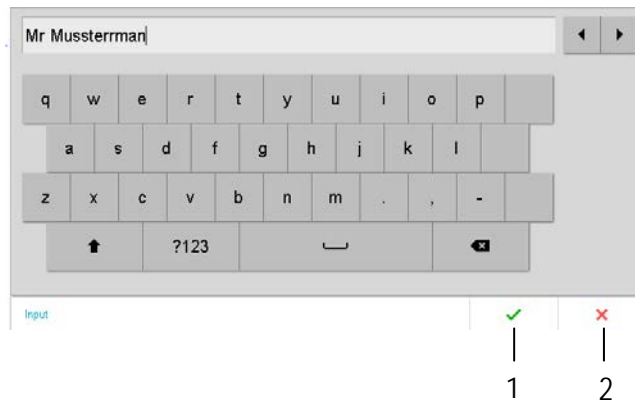 Mr Mussterrman
q w e r t y u i o p
a s d f g h j k l
z x c v b n m . , -
?123
Input
1 2